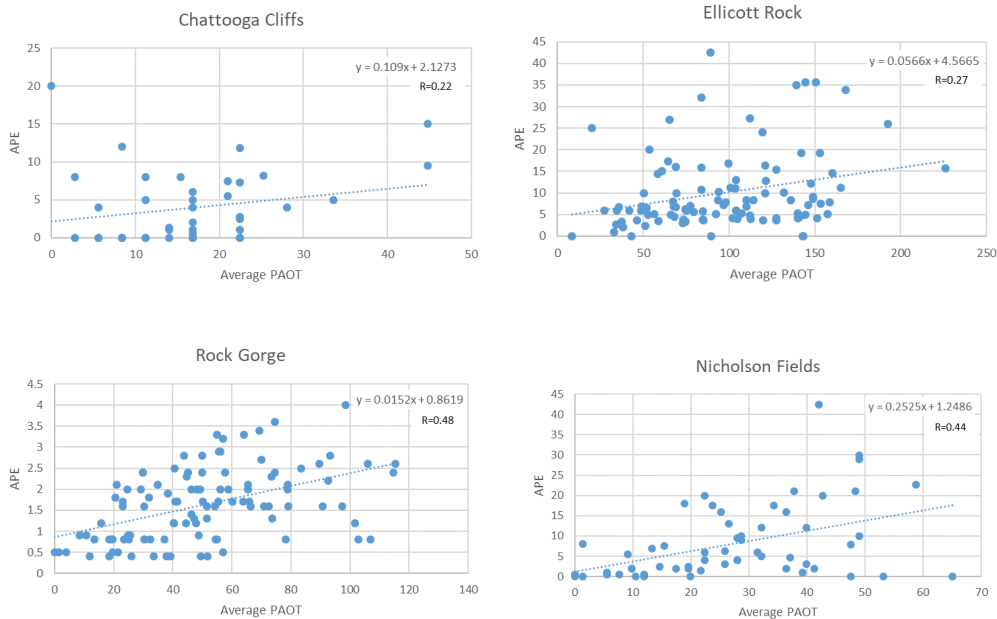 Chattooga Cliffs
25
20
15
10
5
0
APE
y = 0.109x + 2.1273
R=0.22
0 10 20 30 40 50
Average PAOT
Ellicott Rock
45
40
35
30
25
20
15
10
5
0
APE
y = 0.0566x + 4.5665
R=0.27
0 50 100 150 200 250
Average PAOT
Rock Gorge
4.5
4
3.5
3
2.5
2
1.5
1
0.5
0
APE
y = 0.0152x + 0.8619
R=0.48
0 20 40 60 80 100 120 140
Average PAOT
Nicholson Fields
45
40
35
30
25
20
15
10
5
0
APE
y = 0.2525x + 1.2486
R=0.44
0 10 20 30 40 50 60 70
Average PAOT